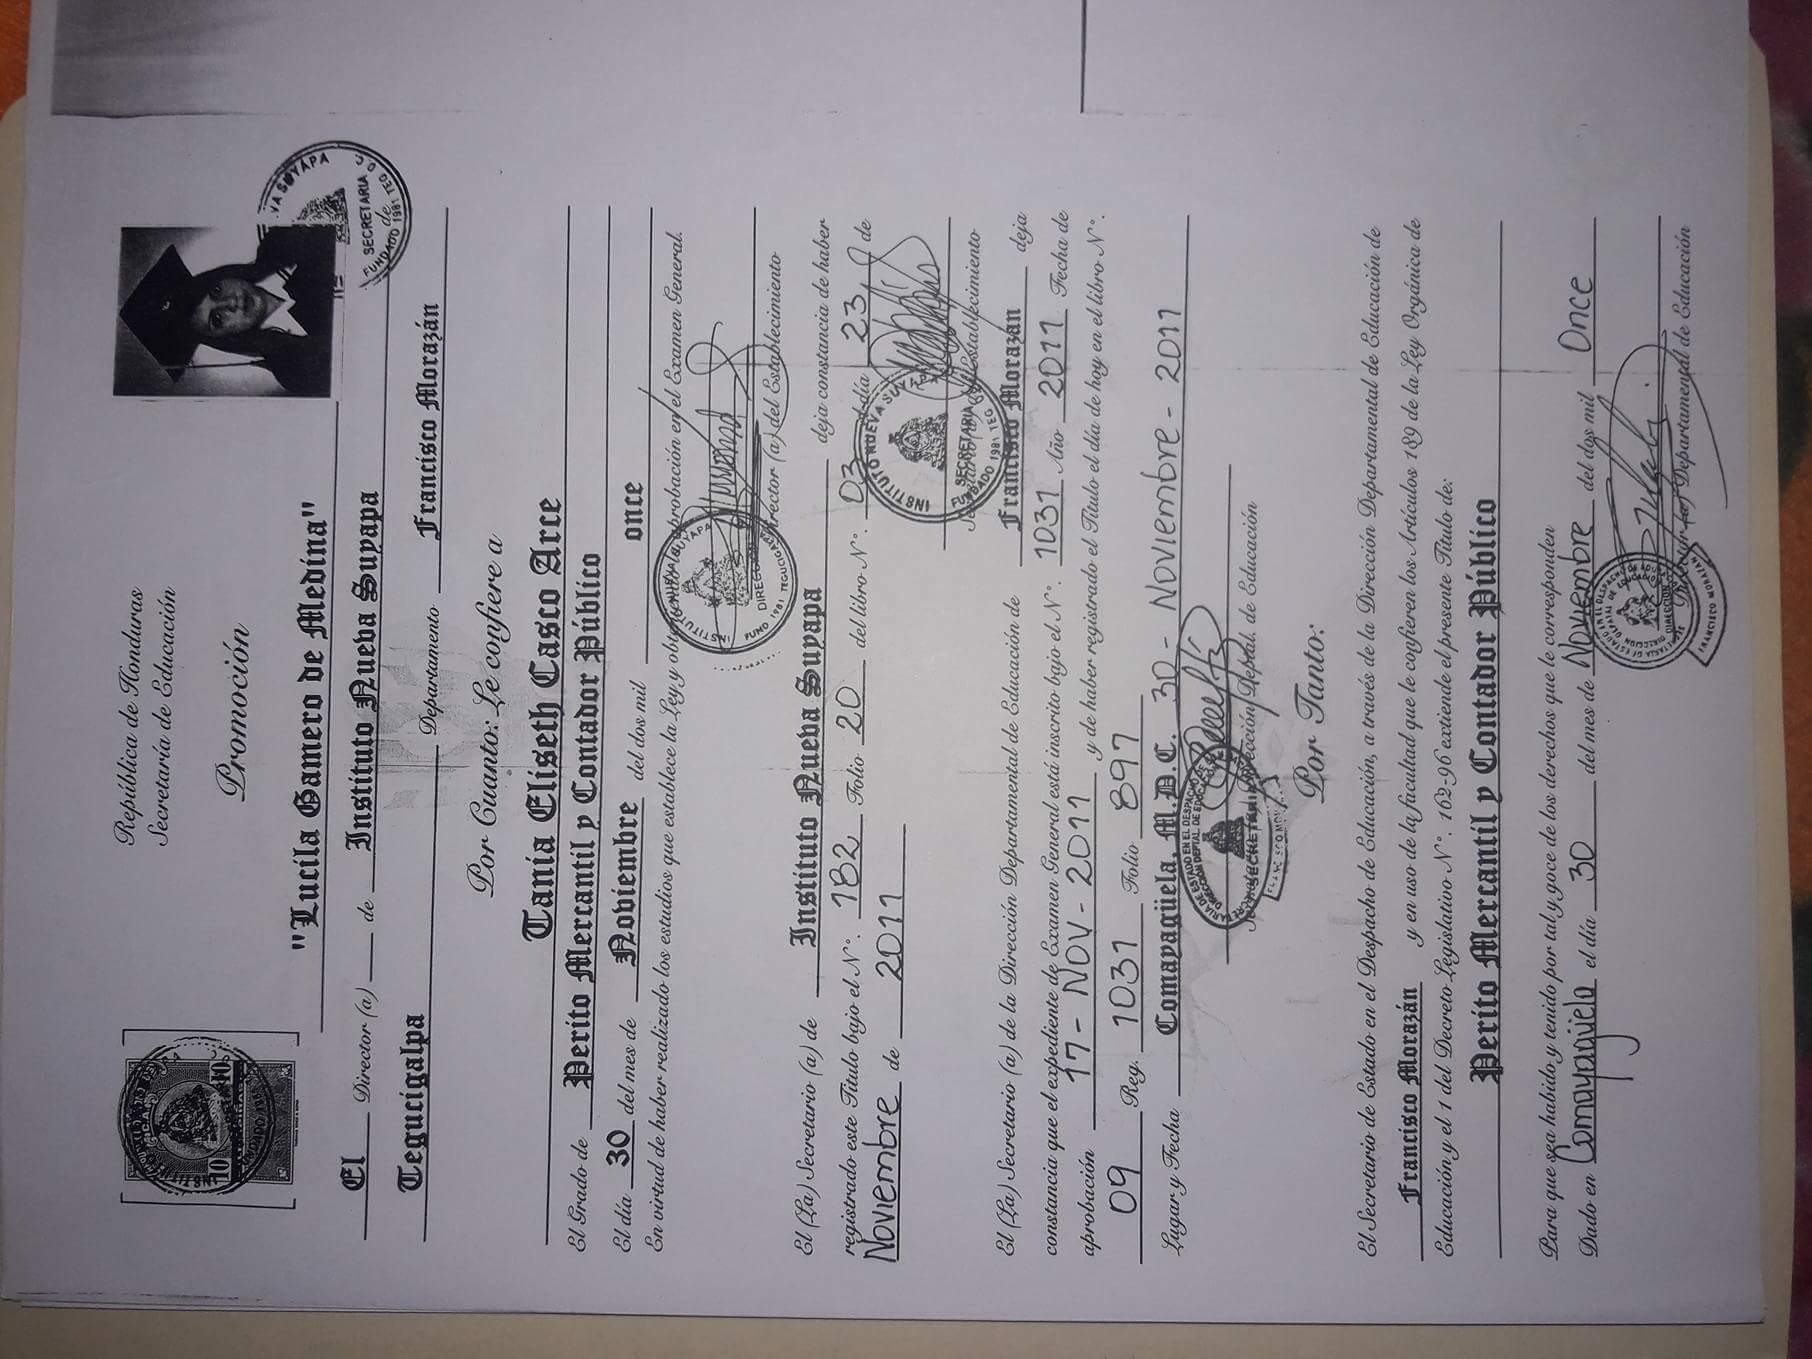 República de Honduras
Secretaría de Educación
Promoción
"Lucila Gamero de Medina"
El Director (a) de Instituto Nueva Suyapa de
Tegucigalpa Departamento Francisco Morazán
Por Cuanto: Le confiere a
Tania Eliseth Casco Arce
El Grado de Perito Mercantil y Contador Público
El día 30 del mes de Noviembre del dos mil once
En virtud de haber realizado los estudios que establece la Ley y obtenido la aprobación en el Examen General.
Director (a) del Establecimiento
El (La) Secretario (a) de Instituto Nueva Suyapa deja constancia de haber
registrado este Título bajo el N°. 182 Folio 20 del libro N°. 03 el día 23 de
Noviembre de 2011
Secretario (a) del Establecimiento
El (La) Secretario (a) de la Dirección Departamental de Educación de Francisco Morazán deja
constancia que el expediente de Examen General está inscrito bajo el N°. 1031 Año 2011 Fecha de
aprobación 17-NOV-2011 y de haber registrado el Título el día de hoy en el libro N°.
09 Reg. 1031 Folio 897
Lugar y Fecha Comayagüela, M.D.C. 30-Noviembre-2011
Dirección Deptal. de Educación
Por Tanto:
El Secretario de Estado en el Despacho de Educación, a través de la Dirección Departamental de Educación de
Francisco Morazán y en uso de la facultad que le confieren los Artículos 189 de la Ley Orgánica de
Educación y el 1 del Decreto Legislativo N°. 162-96 extiende el presente Título de:
Perito Mercantil y Contador Público
Para que sea habido y tenido por tal y goce de los derechos que le corresponden
Dado en Comayagüela el día 30 del mes de Noviembre del dos mil Once
Director (a) Departamental de Educación
INSTITUTO NUEVA SUYAPA
SECRETARIA
FUNDADO 1981 TEG
FRANCISCO MORAZAN